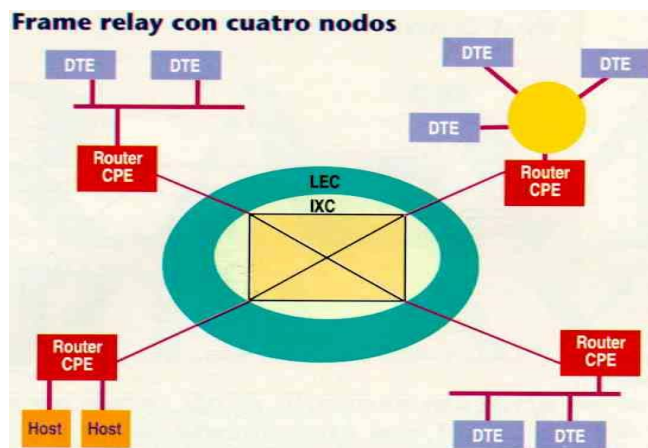 Frame relay con cuatro nodos
DTE
DTE
DTE
DTE
DTE
Router
CPE
Router
CPE
LEC
IXC
Router
CPE
Router
CPE
Host
Host
DTE
DTE